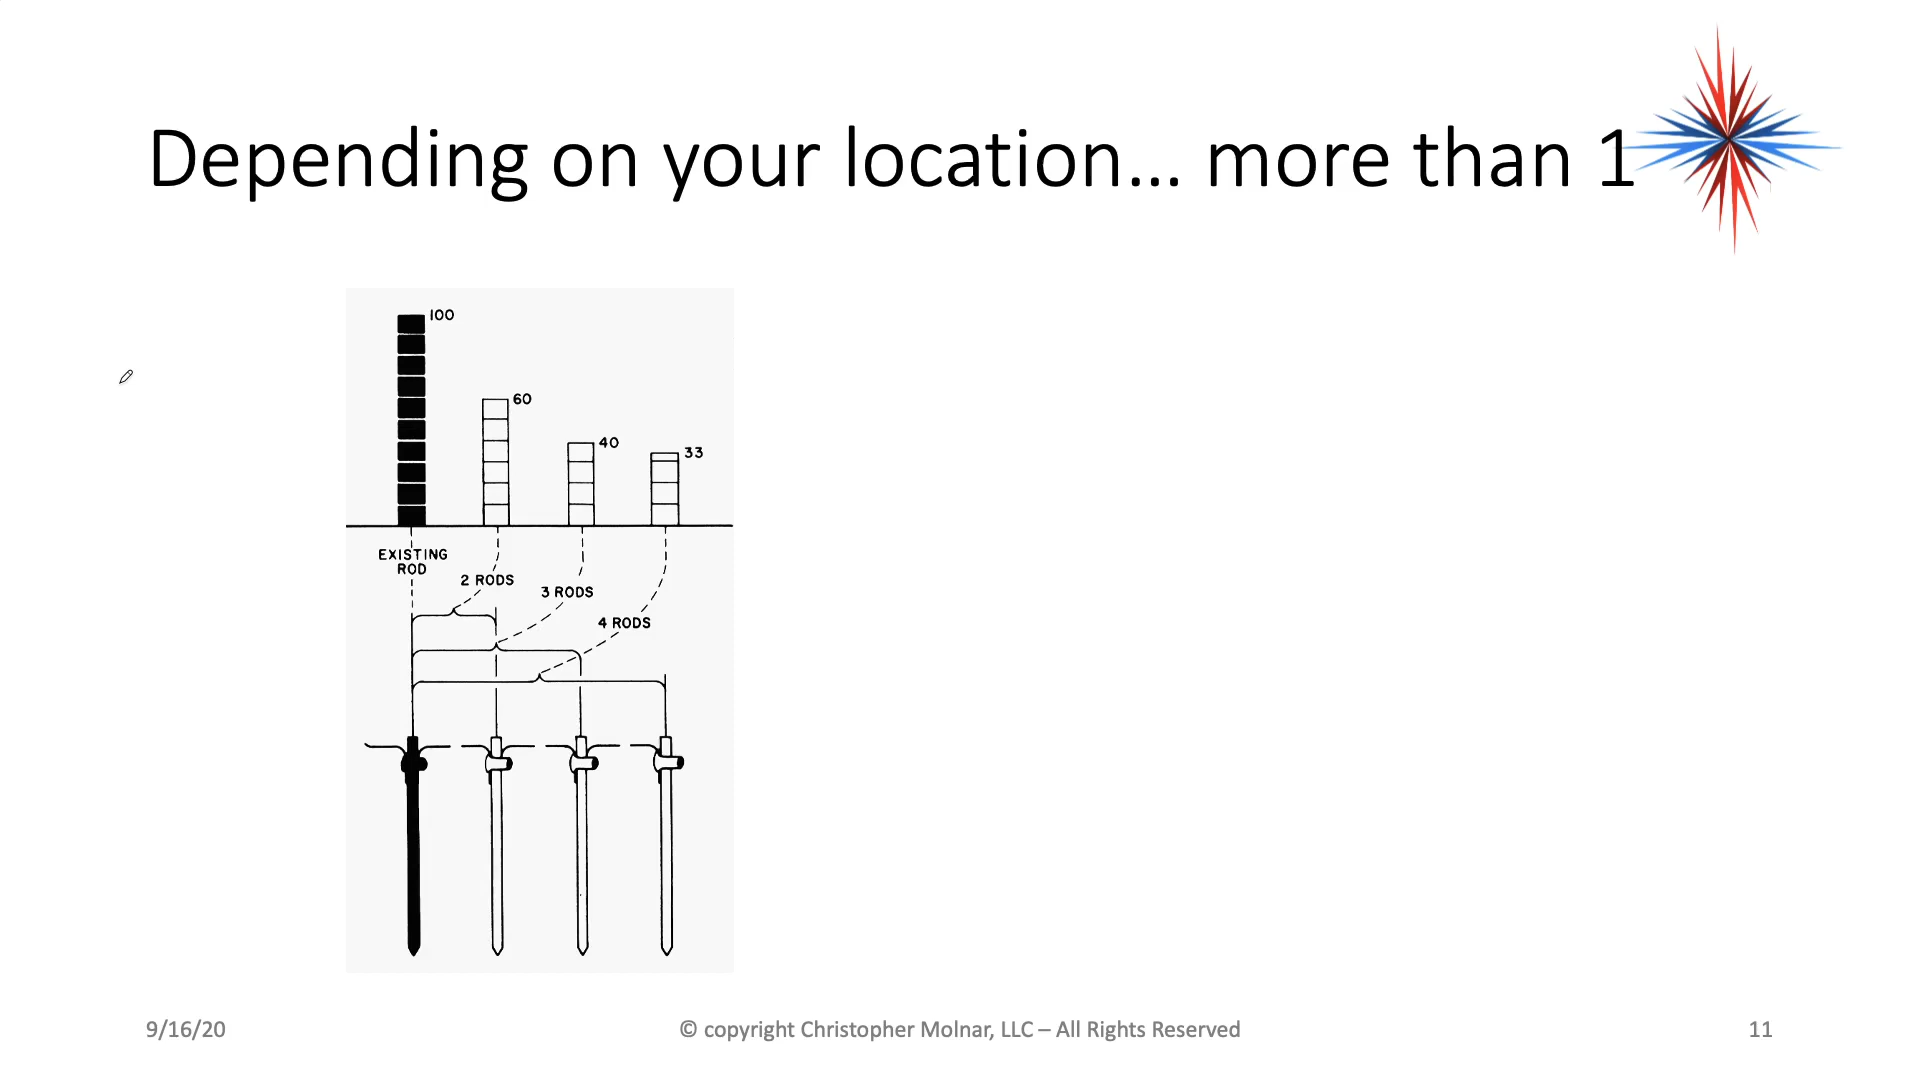 Depending on your location... more than 1
100
60
40
33
EXISTING
ROD
2 RODS
3 RODS
4 RODS
9/16/20
© copyright Christopher Molnar, LLC – All Rights Reserved
11